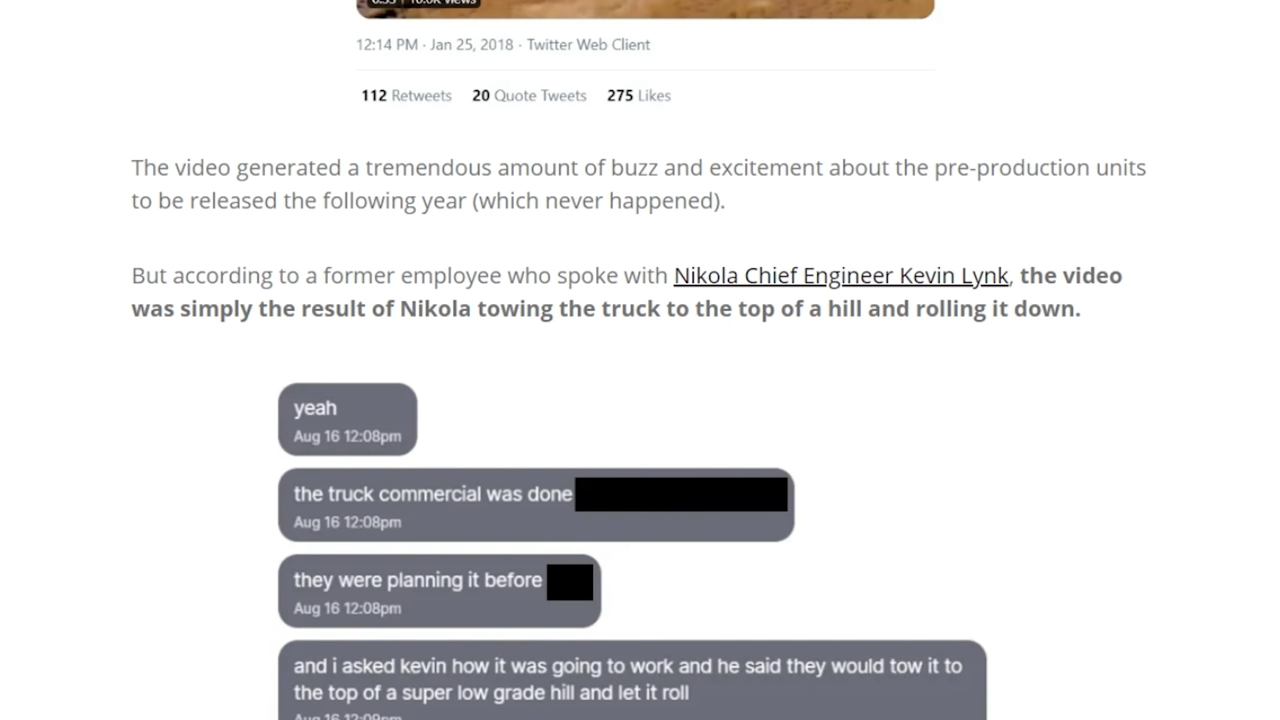 12:14 PM · Jan 25, 2018 · Twitter Web Client
112 Retweets 20 Quote Tweets 275 Likes
The video generated a tremendous amount of buzz and excitement about the pre-production units
to be released the following year (which never happened).
But according to a former employee who spoke with Nikola Chief Engineer Kevin Lynk, the video
was simply the result of Nikola towing the truck to the top of a hill and rolling it down.
yeah
Aug 16 12:08pm
the truck commercial was done
Aug 16 12:08pm
they were planning it before
Aug 16 12:08pm
and i asked kevin how it was going to work and he said they would tow it to
the top of a super low grade hill and let it roll